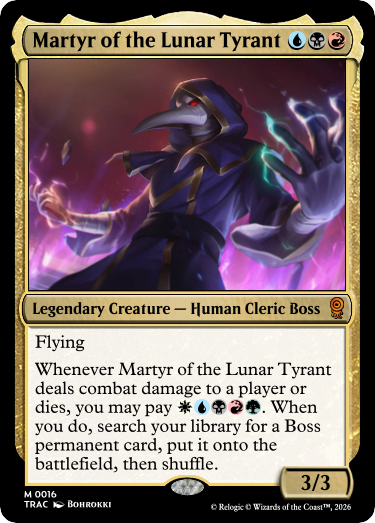 Martyr of the Lunar Tyrant
Legendary Creature — Human Cleric Boss
Flying
Whenever Martyr of the Lunar Tyrant
deals combat damage to a player or
dies, you may pay . When
you do, search your library for a Boss
permanent card, put it onto the
battlefield, then shuffle.
3/3
M 0016
TRAC Bohrokki
© Relogic © Wizards of the Coast™, 2026